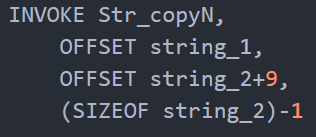 INVOKE Str_copyN,
OFFSET string_1,
OFFSET string_2+9,
(SIZEOF string_2)-1